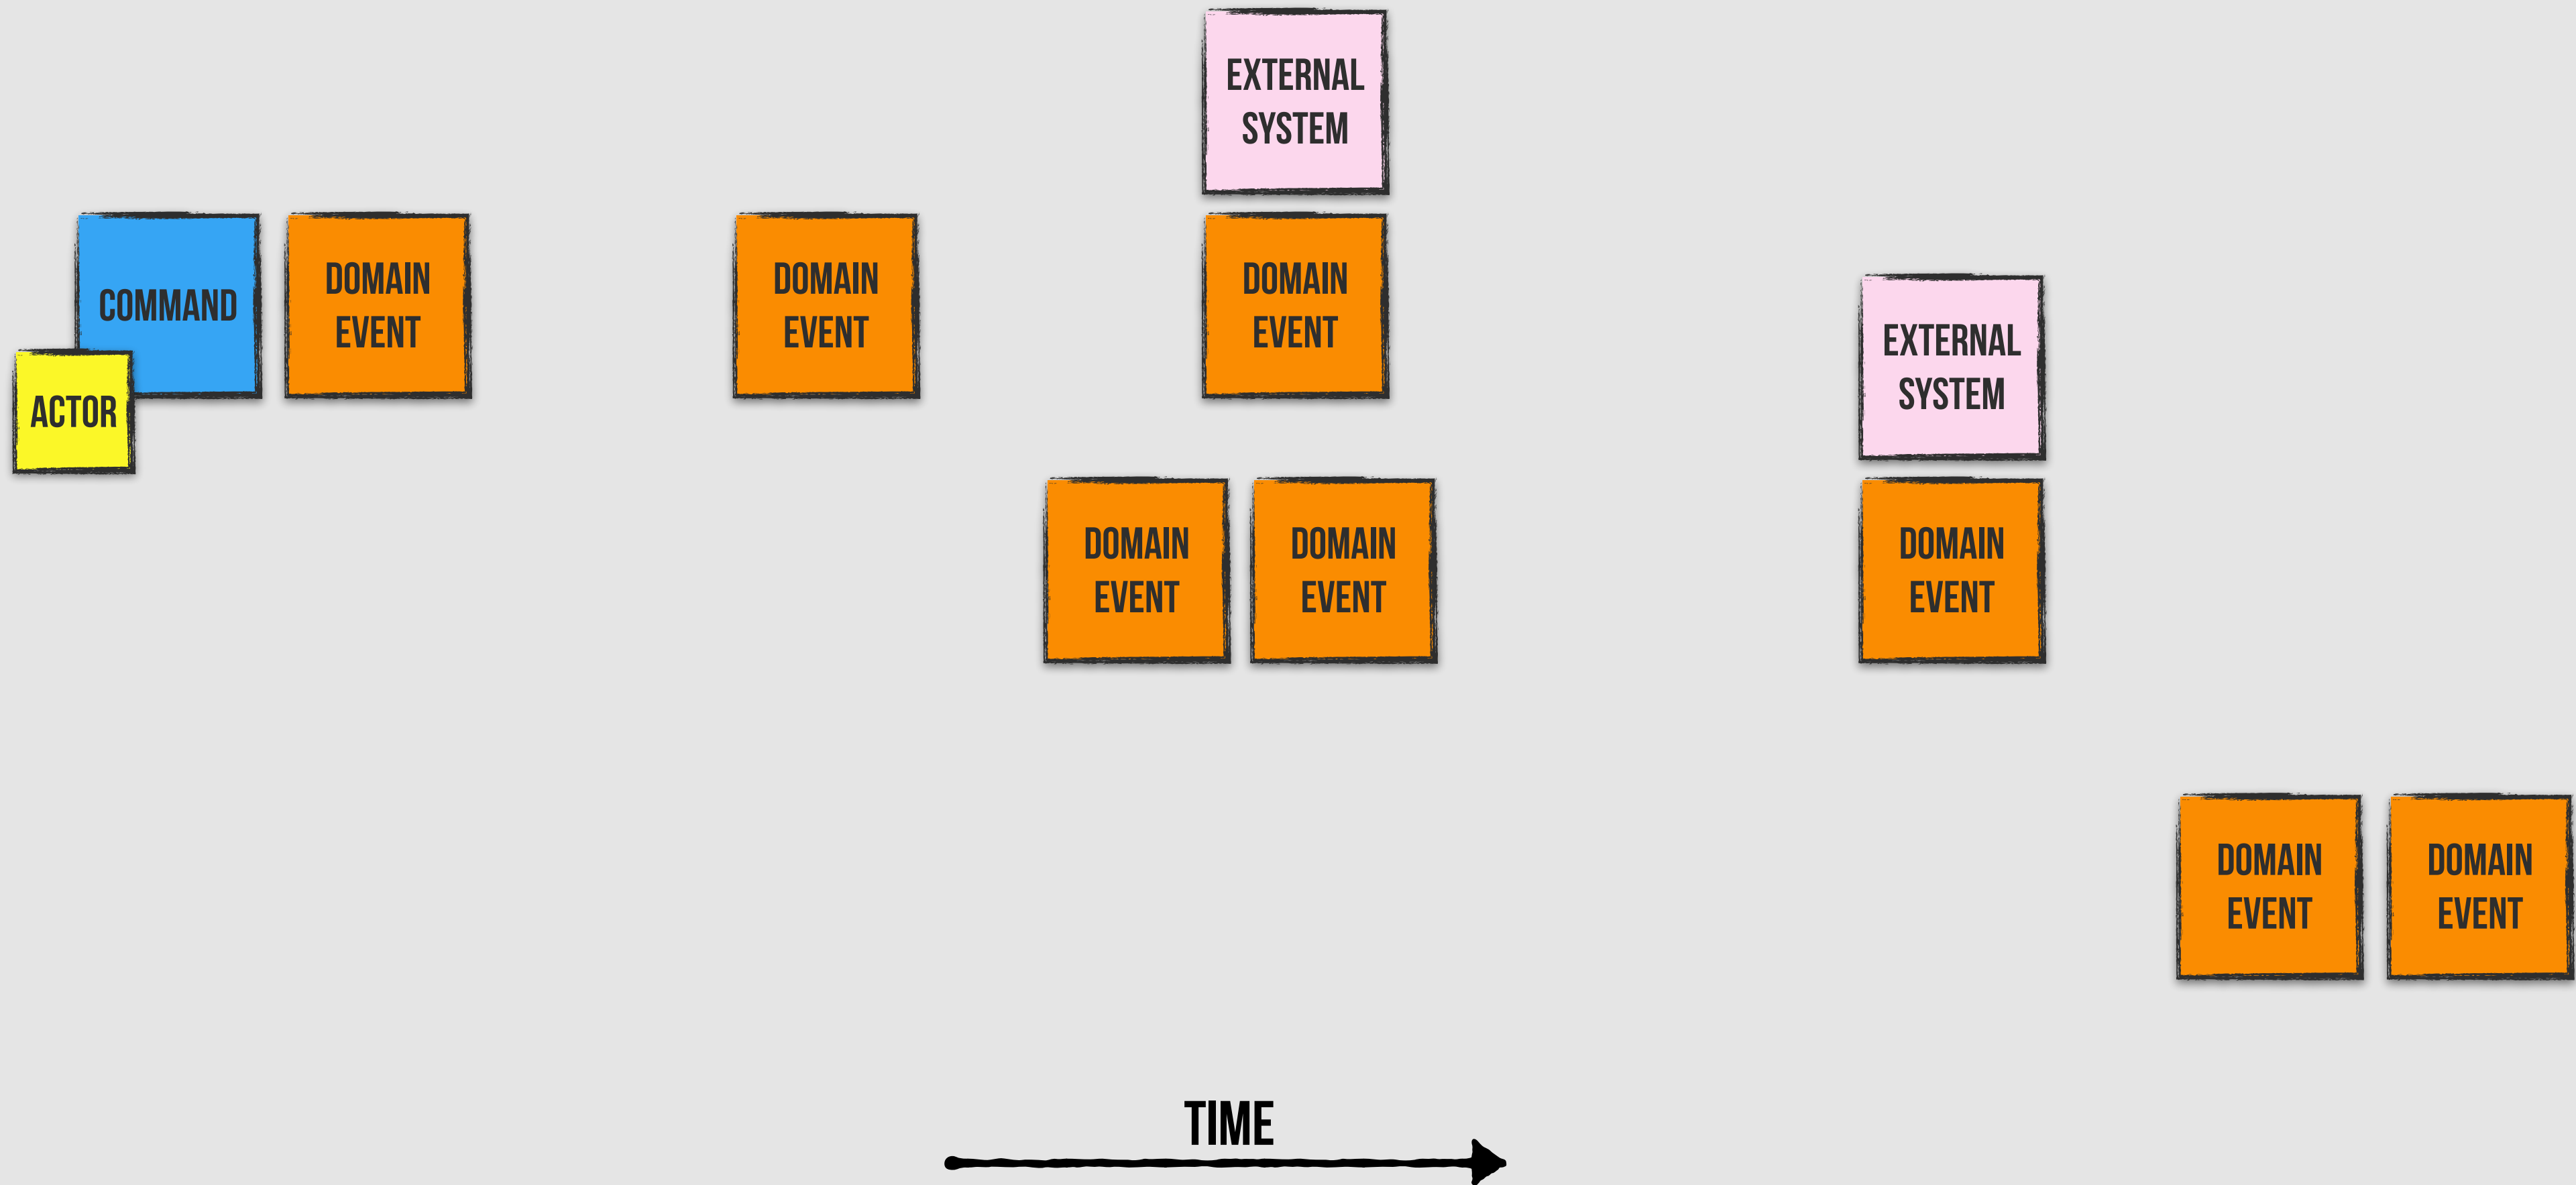 EXTERNAL
SYSTEM
COMMAND
ACTOR
DOMAIN
EVENT
DOMAIN
EVENT
DOMAIN
EVENT
EXTERNAL
SYSTEM
DOMAIN
EVENT
DOMAIN
EVENT
DOMAIN
EVENT
DOMAIN
EVENT
DOMAIN
EVENT
TIME